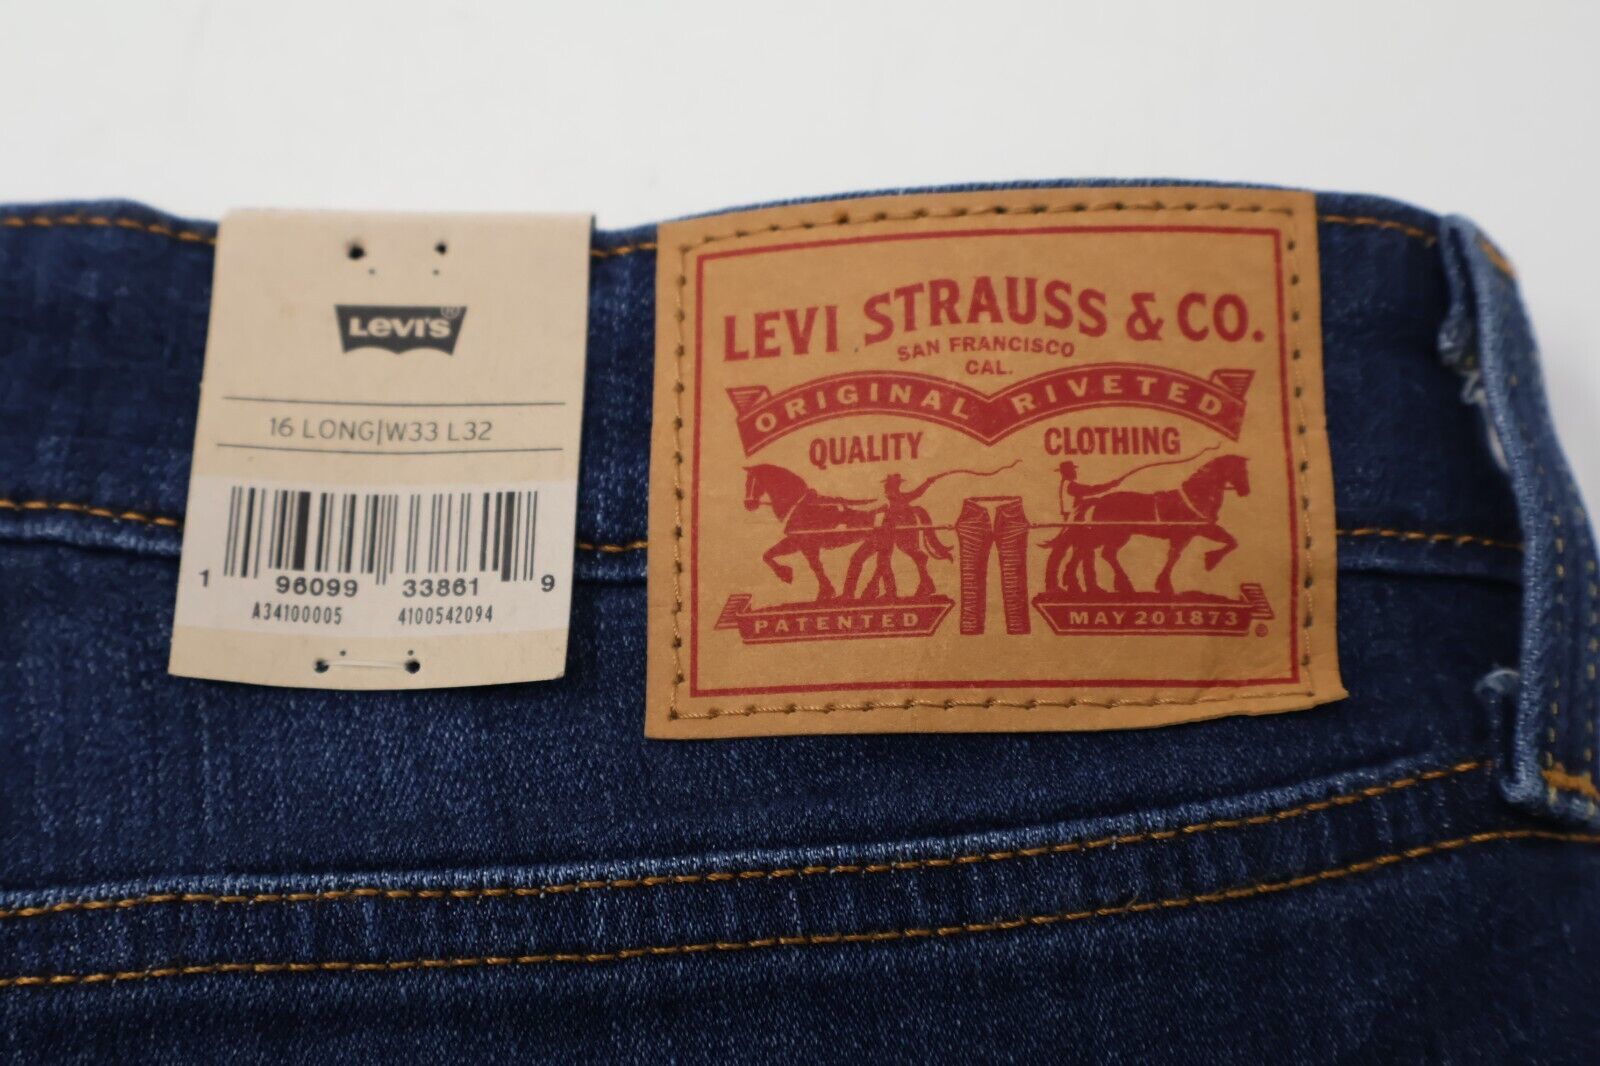 LEVI'S®
16 LONG|W33 L32
1 96099 33861 9
A34100005 4100542094
LEVI STRAUSS & CO.
SAN FRANCISCO
CAL.
ORIGINAL RIVETED
QUALITY CLOTHING
PATENTED MAY 20 1873 ®